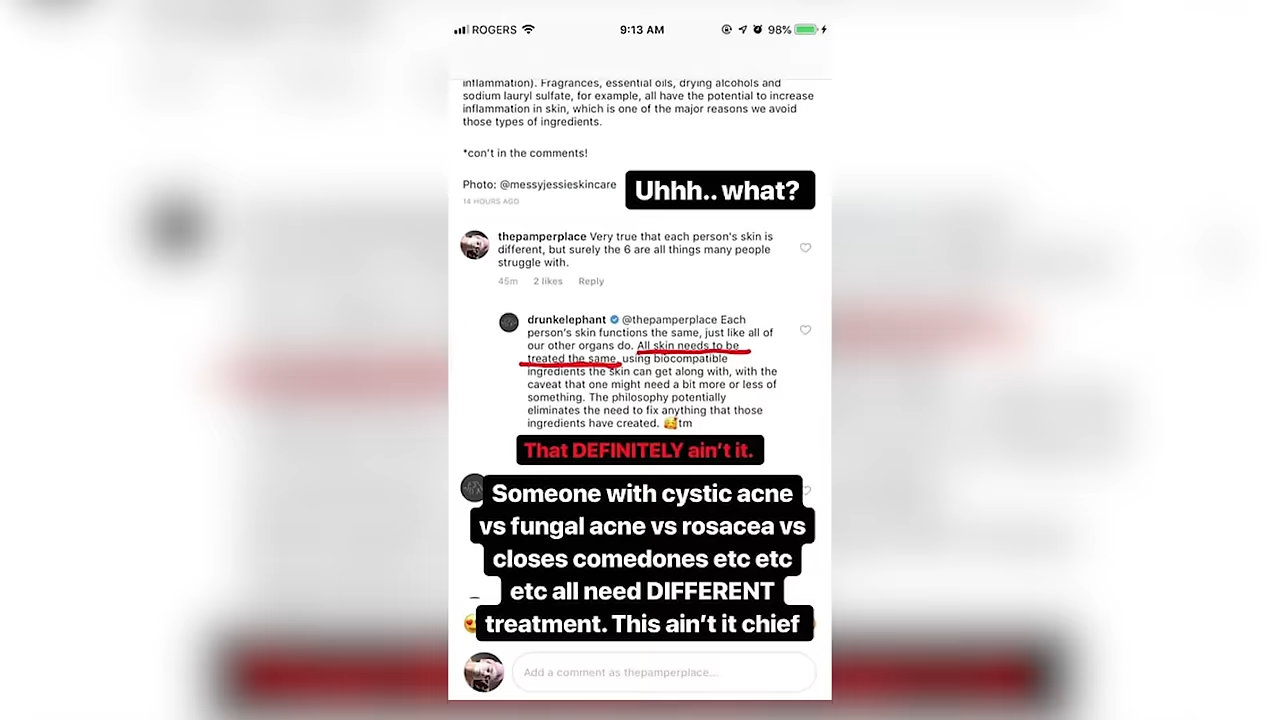 ROGERS 9:13 AM 98%
inflammation). Fragrances, essential oils, drying alcohols and
sodium lauryl sulfate, for example, all have the potential to increase
inflammation in skin, which is one of the major reasons we avoid
those types of ingredients.
*con't in the comments!
Photo: @messyjessieskincare
14 HOURS AGO
Uhhh.. what?
thepamperplace Very true that each person's skin is
different, but surely the 6 are all things many people
struggle with.
45m 2 likes Reply
drunkelephant @thepamperplace Each
person's skin functions the same, just like all of
our other organs do. All skin needs to be
treated the same, using biocompatible
ingredients the skin can get along with, with the
caveat that one might need a bit more or less of
something. The philosophy potentially
eliminates the need to fix anything that those
ingredients have created. 🥰tm
That DEFINITELY ain't it.
Someone with cystic acne
vs fungal acne vs rosacea vs
closes comedones etc etc
etc all need DIFFERENT
treatment. This ain't it chief
Add a comment as thepamperplace...